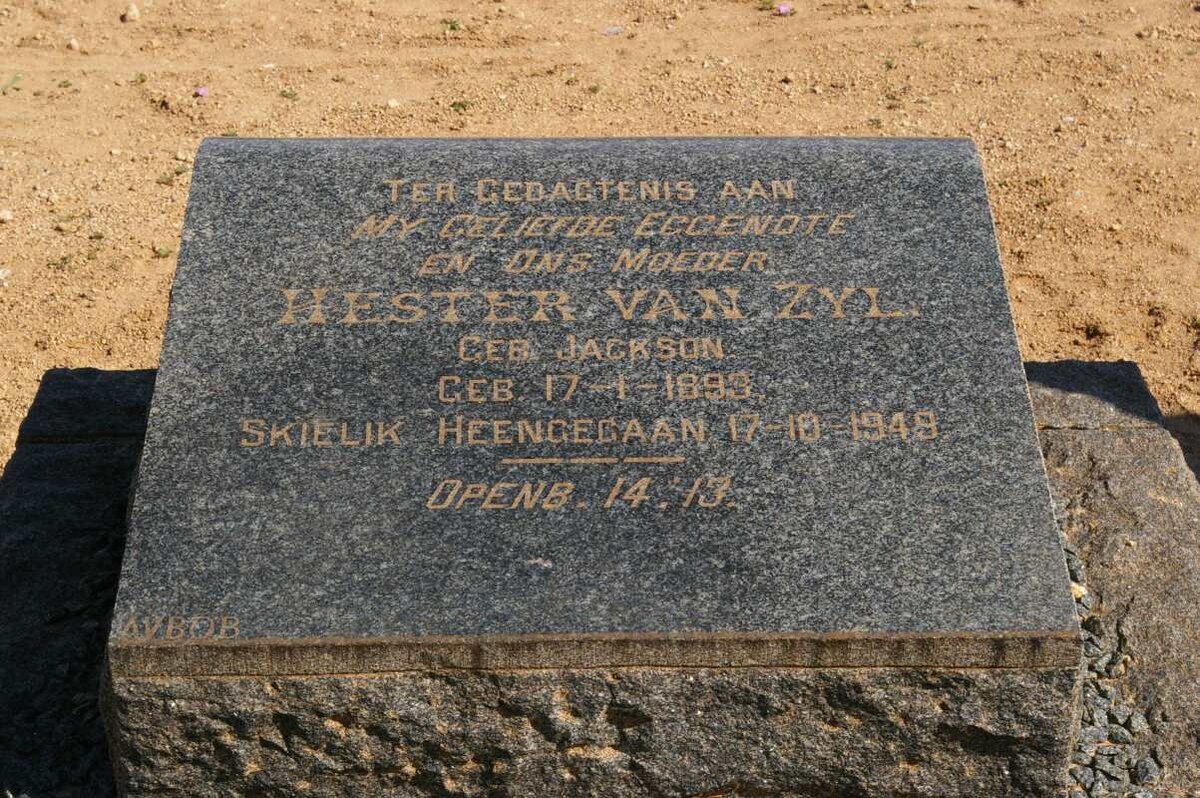 TER GEDAGTENIS AAN
MY GELIEFDE EGGENOTE
EN ONS MOEDER
HESTER VAN ZYL.
GEB. JACKSON.
GEB. 17-1-1893,
SKIELIK HEENGEGAAN 17-10-1949.
OPENB. 14:13.
AVBOB